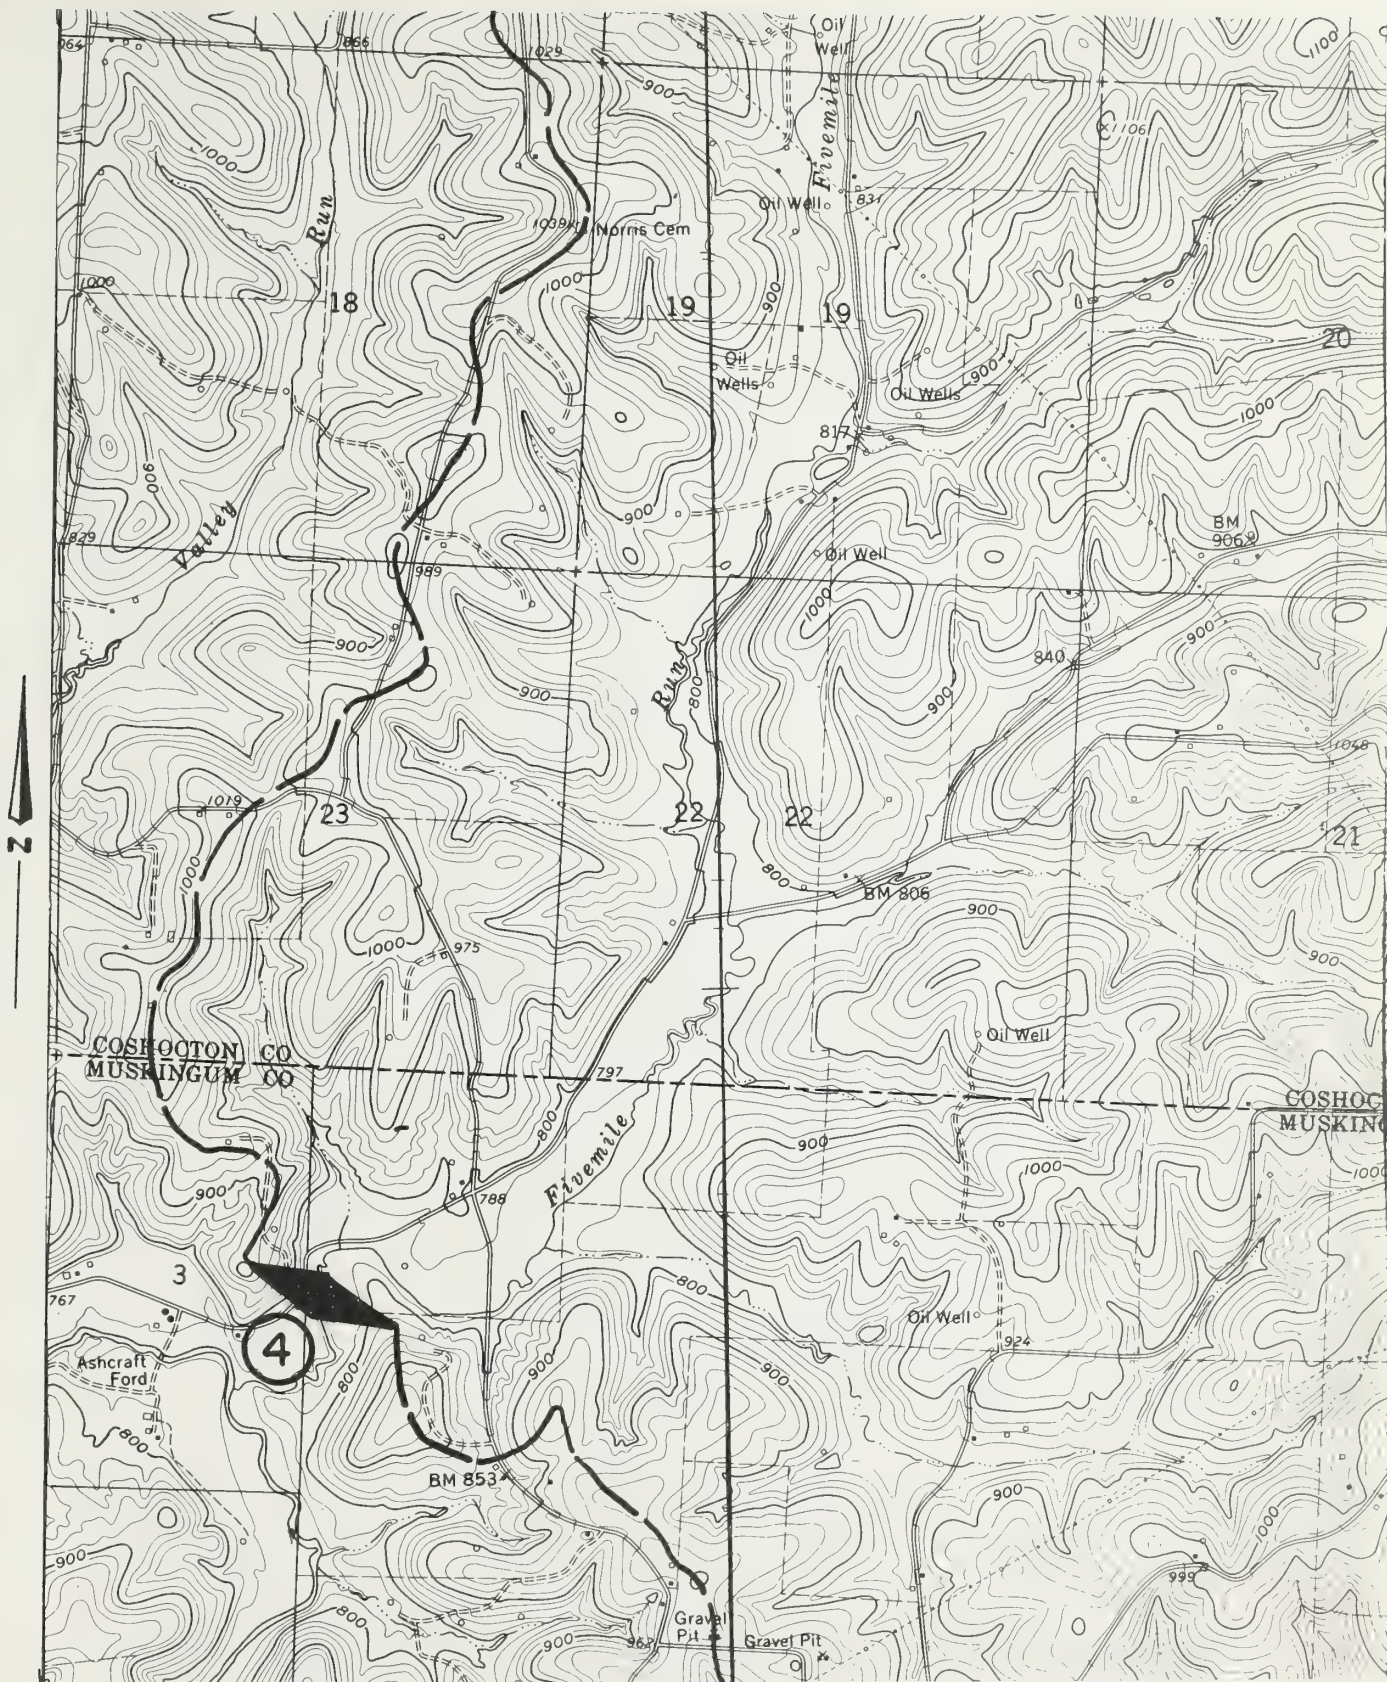 Oil
Well
064
866
1029
1100
900
Fivemile
1000
×1106
Run
Oil Well
831
1039
Norris Cem
1000
1000
18
19
900
19
20
Oil
Wells
900
Oil Wells
1000
817
900
Valley
900
BM
906
829
Oil Well
989
1000
900
900
840
900
Run
800
900
1048
1019
23
22
22
21
1000
800
BM 806
900
1000
975
900
Oil Well
COSHOCTON CO
MUSKINGUM CO
797
COSHOC
MUSKING
800
900
Fivemile
1000
1000
900
788
3
800
767
Oil Well
924
4
Ashcraft
Ford
800
900
900
800
BM 853
900
1000
900
999
800
Gravel
Pit
Gravel Pit
900
962
N